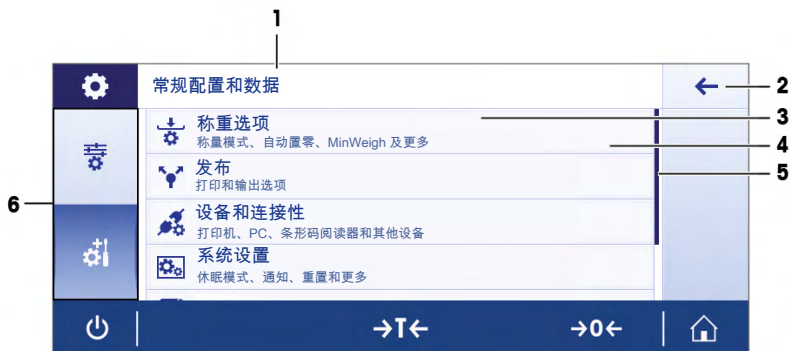 1
常规配置和数据
2
称重选项
3
称量模式、自动置零、MinWeigh 及更多
4
发布
5
打印和输出选项
6
设备和连接性
打印机、PC、条形码阅读器和其他设备
系统设置
休眠模式、通知、重置和更多
→T←
→0←